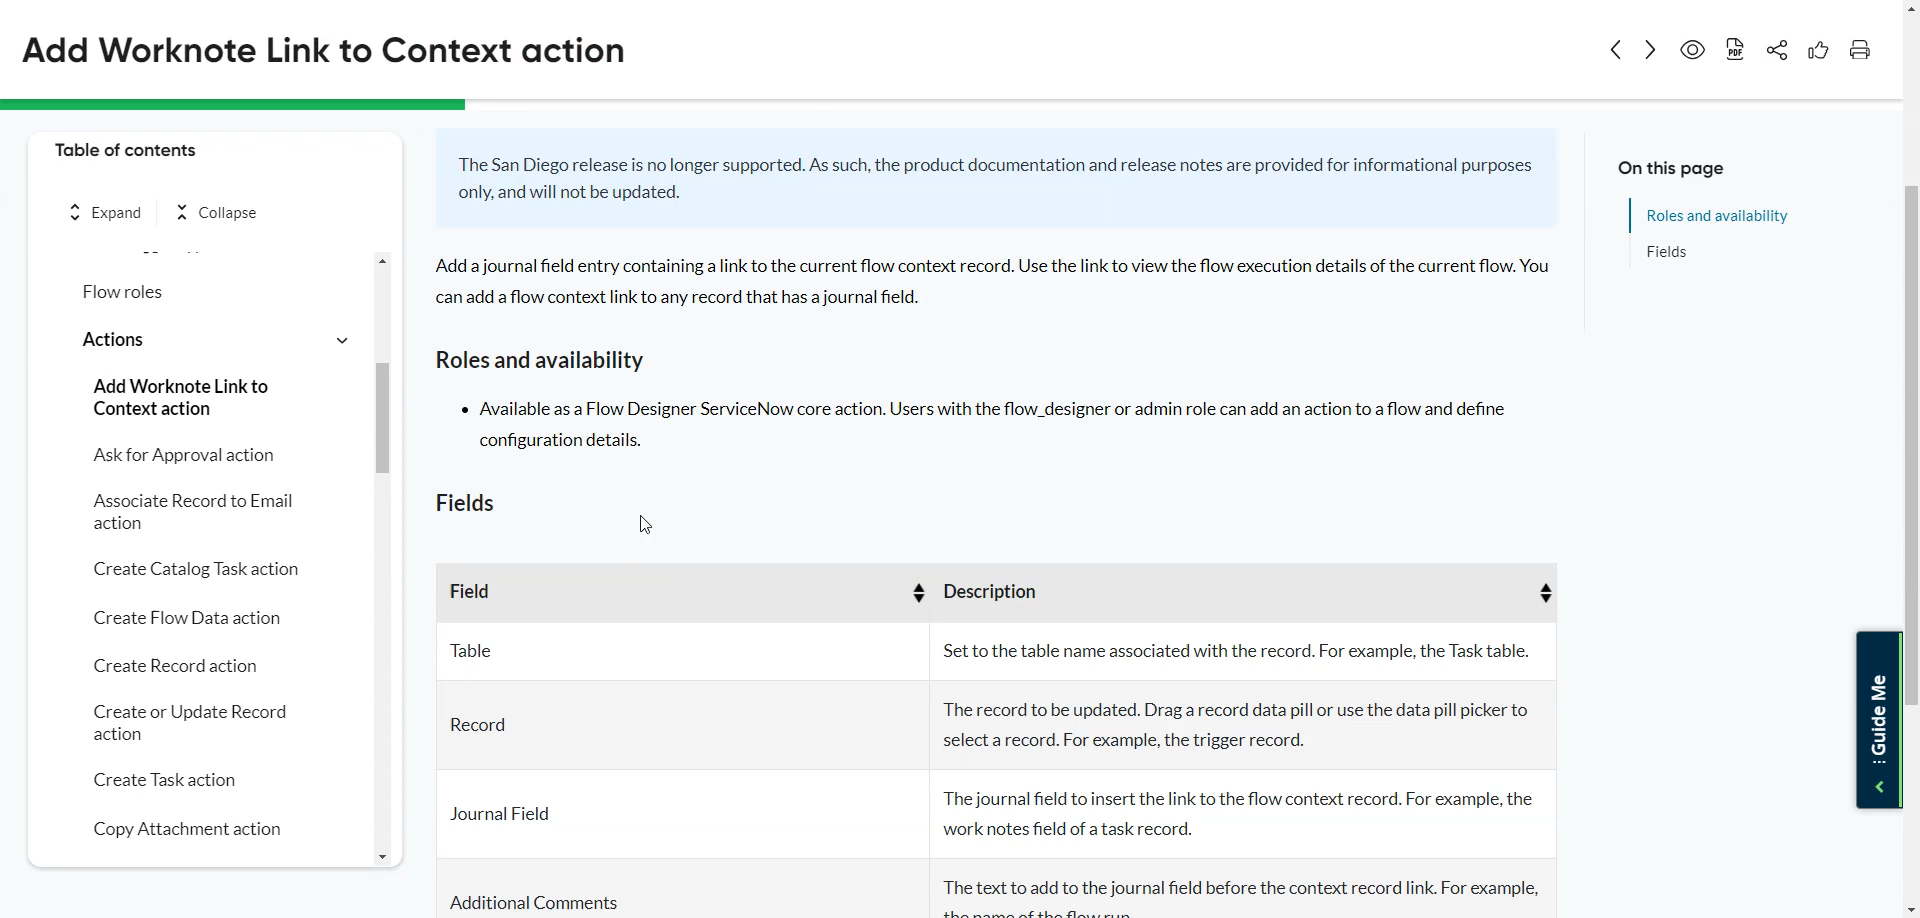 Add Worknote Link to Context action
PDF
Table of contents
Expand
Collapse
Flow roles
Actions
Add Worknote Link to
Context action
Ask for Approval action
Associate Record to Email
action
Create Catalog Task action
Create Flow Data action
Create Record action
Create or Update Record
action
Create Task action
Copy Attachment action
The San Diego release is no longer supported. As such, the product documentation and release notes are provided for informational purposes
only, and will not be updated.
Add a journal field entry containing a link to the current flow context record. Use the link to view the flow execution details of the current flow. You
can add a flow context link to any record that has a journal field.
Roles and availability
• Available as a Flow Designer ServiceNow core action. Users with the flow_designer or admin role can add an action to a flow and define
configuration details.
Fields
Field
Description
Table
Set to the table name associated with the record. For example, the Task table.
Record
The record to be updated. Drag a record data pill or use the data pill picker to
select a record. For example, the trigger record.
Journal Field
The journal field to insert the link to the flow context record. For example, the
work notes field of a task record.
Additional Comments
The text to add to the journal field before the context record link. For example,
the name of the flow run.
On this page
Roles and availability
Fields
Guide Me